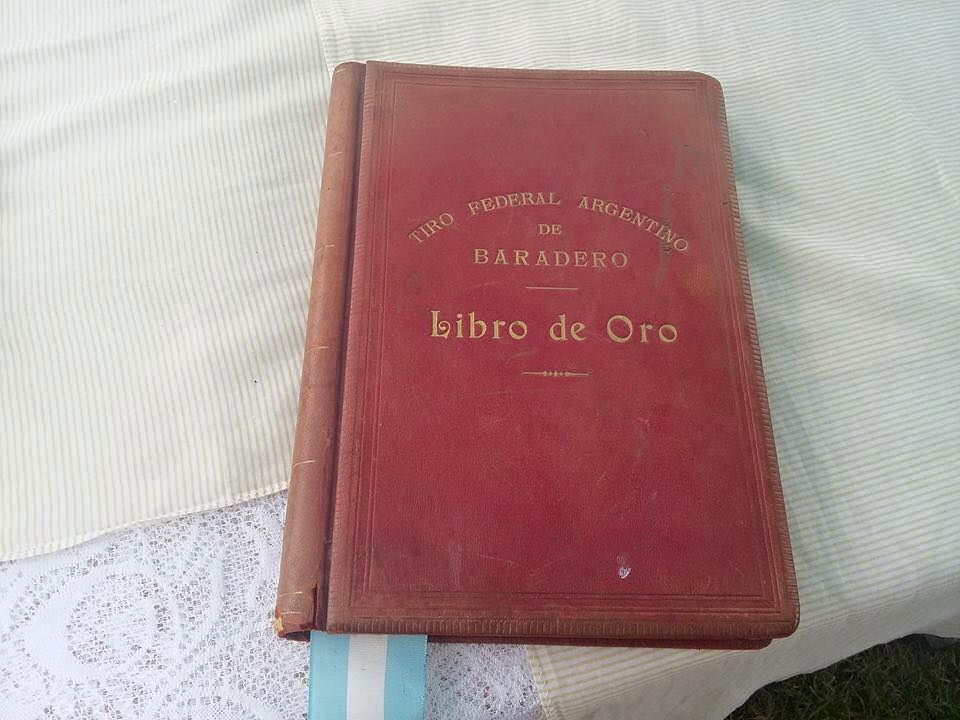 TIRO FEDERAL ARGENTINO
DE
BARADERO
Libro de Oro